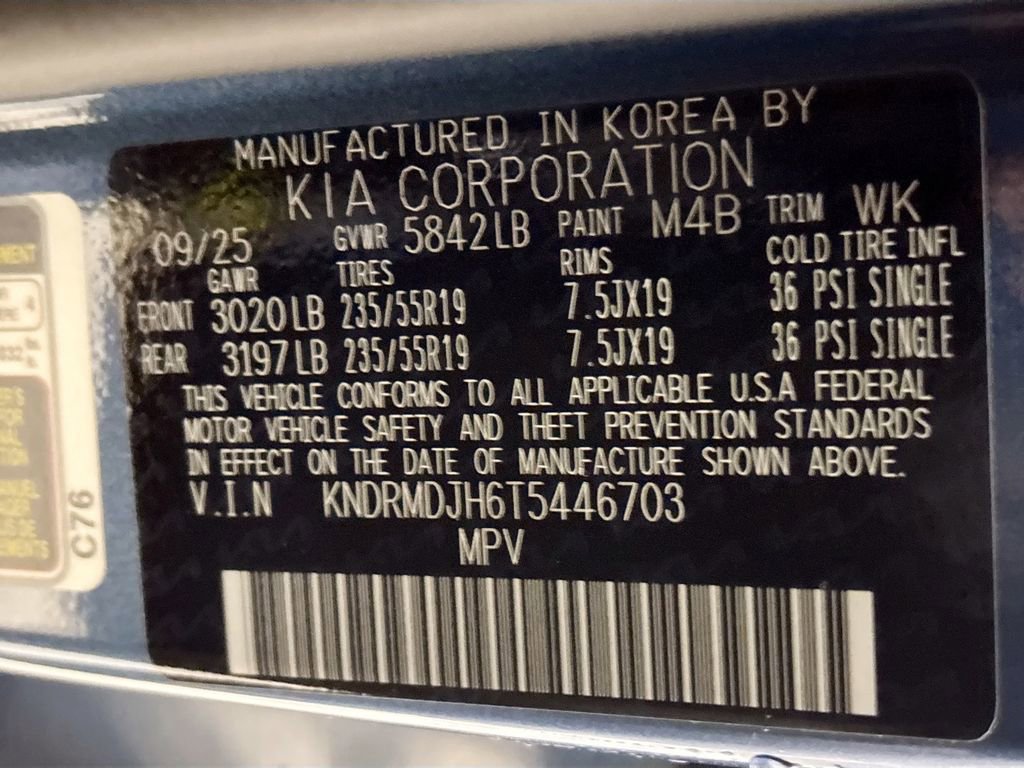 MANUFACTURED IN KOREA BY
KIA CORPORATION
09/25 GVWR 5842LB PAINT M4B TRIM WK
GAWR TIRES RIMS COLD TIRE INFL
FRONT 3020LB 235/55R19 7.5JX19 36 PSI SINGLE
REAR 3197LB 235/55R19 7.5JX19 36 PSI SINGLE
THIS VEHICLE CONFORMS TO ALL APPLICABLE U.S.A FEDERAL
MOTOR VEHICLE SAFETY AND THEFT PREVENTION STANDARDS
IN EFFECT ON THE DATE OF MANUFACTURE SHOWN ABOVE.
V.I.N KNDRMDJH6T5446703
MPV
C76